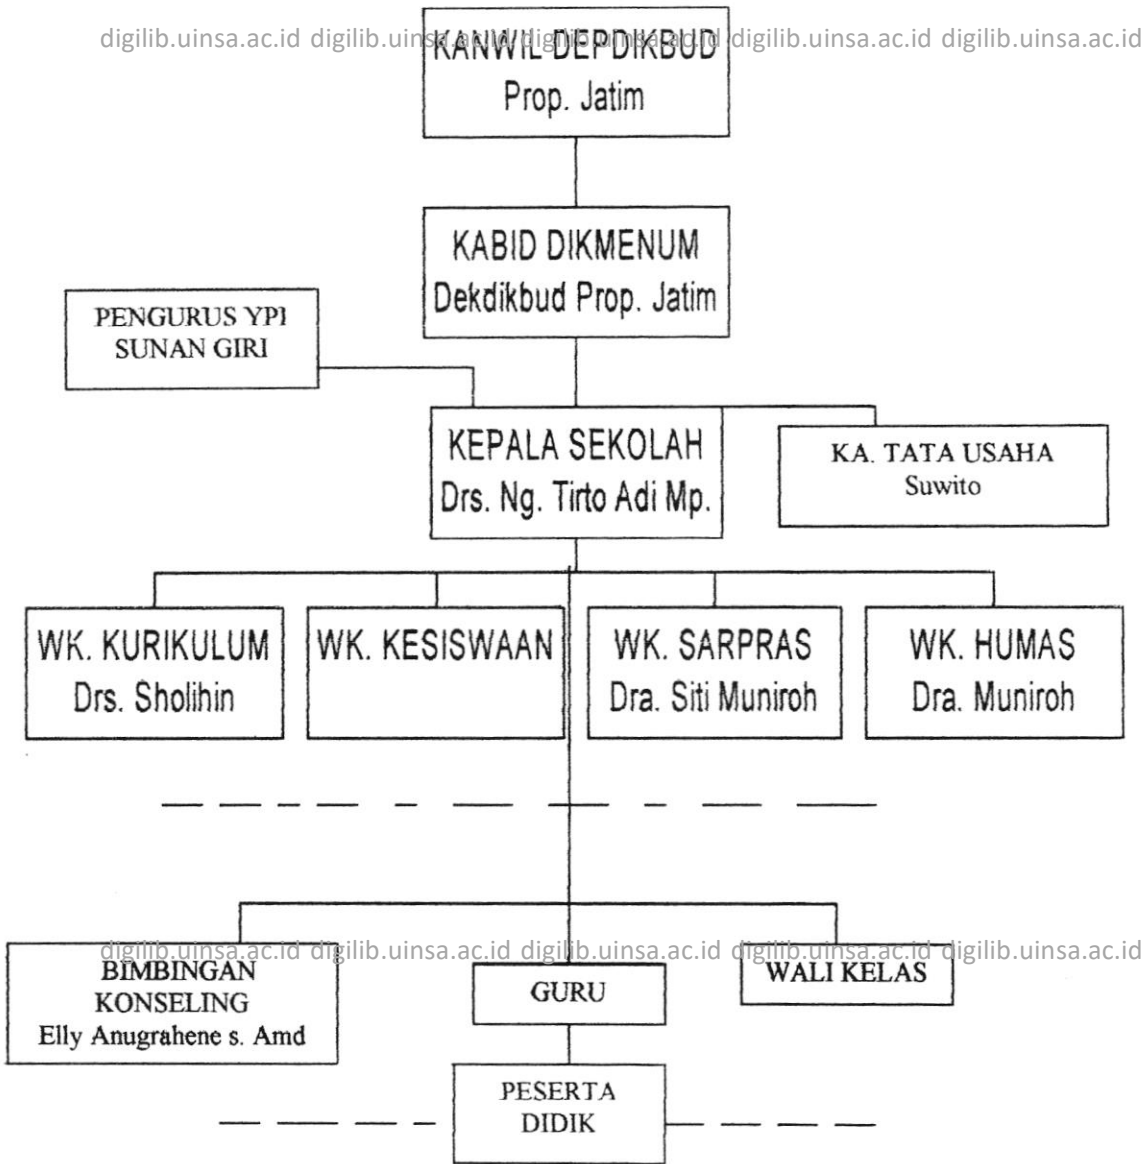 digilib.uinsa.ac.id digilib.uinsa.ac.id digilib.uinsa.ac.id digilib.uinsa.ac.id digilib.uinsa.ac.id
KANWIL DEPDIKBUD
Prop. Jatim
KABID DIKMENUM
Dekdikbud Prop. Jatim
PENGURUS YPI
SUNAN GIRI
KEPALA SEKOLAH
Drs. Ng. Tirto Adi Mp.
KA. TATA USAHA
Suwito
WK. KURIKULUM
Drs. Sholihin
WK. KESISWAAN
WK. SARPRAS
Dra. Siti Muniroh
WK. HUMAS
Dra. Muniroh
digilib.uinsa.ac.id digilib.uinsa.ac.id digilib.uinsa.ac.id digilib.uinsa.ac.id digilib.uinsa.ac.id
BIMBINGAN
KONSELING
Elly Anugrahene s. Amd
GURU
WALI KELAS
PESERTA
DIDIK